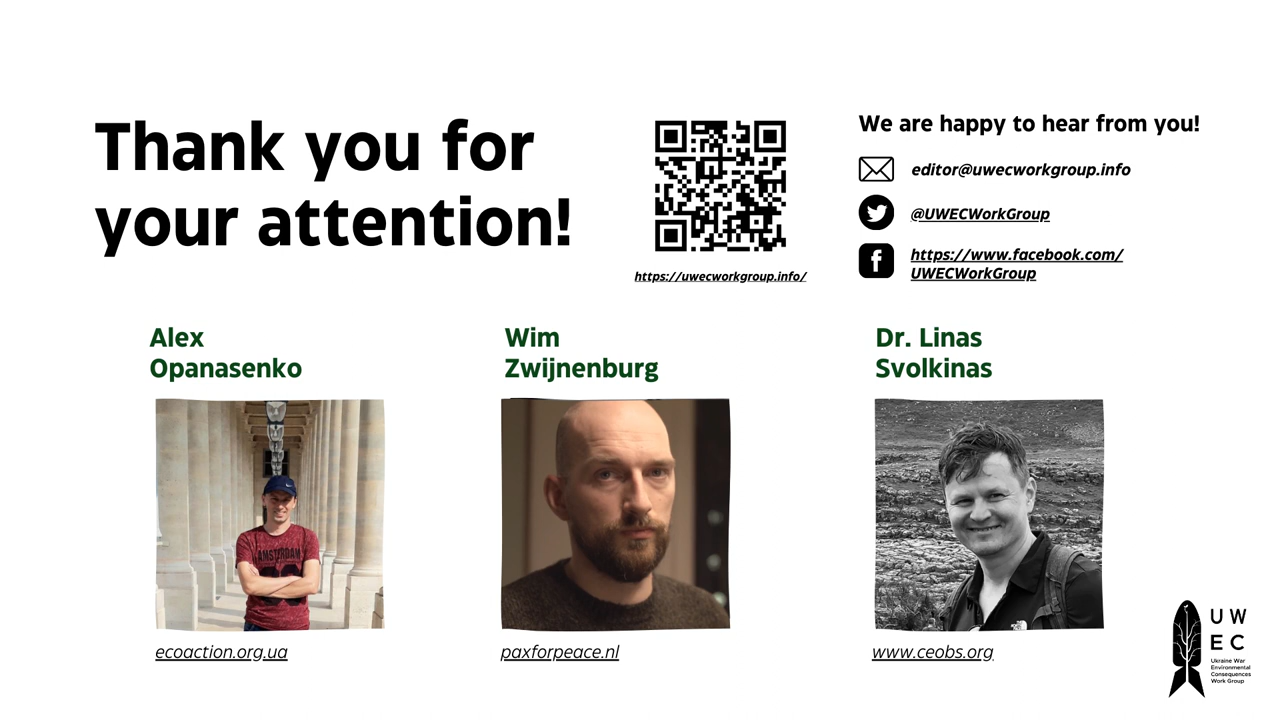 Thank you for
your attention!
https://uwecworkgroup.info/
We are happy to hear from you!
editor@uwecworkgroup.info
@UWECWorkGroup
https://www.facebook.com/
UWECWorkGroup
Alex
Opanasenko
AMSTERDAM
ecoaction.org.ua
Wim
Zwijnenburg
paxforpeace.nl
Dr. Linas
Svolkinas
www.ceobs.org
U W
E C
Ukraine War
Environmental
Consequences
Work Group